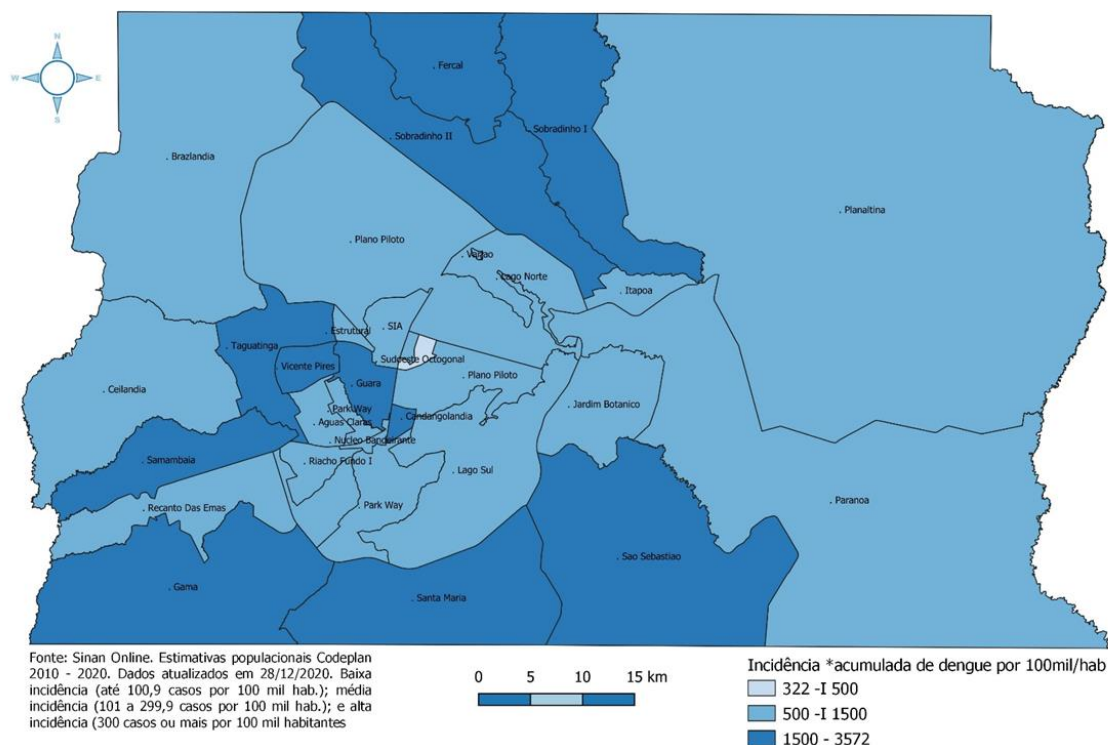 N
W E
S
Fercal
Sobradinho II
Sobradinho I
Brazlandia
Planaltina
Plano Piloto
Varjao
Lago Norte
Itapoa
SIA
Estrutural
Taguatinga
Sudoeste Octogonal
Vicente Pires
Plano Piloto
Guara
Ceilandia
Jardim Botanico
ParkWay
Candangolandia
Aguas Claras
Nucleo Bandeirante
Samambaia
Riacho Fundo I
Lago Sul
Recanto Das Emas
Park Way
Paranoa
Sao Sebastiao
Gama
Santa Maria
Fonte: Sinan Online. Estimativas populacionais Codeplan
2010 - 2020. Dados atualizados em 28/12/2020. Baixa
incidência (até 100,9 casos por 100 mil hab.); média
incidência (101 a 299,9 casos por 100 mil hab.); e alta
incidência (300 casos ou mais por 100 mil habitantes
0 5 10 15 km
Incidência *acumulada de dengue por 100mil/hab
322 -I 500
500 -I 1500
1500 - 3572